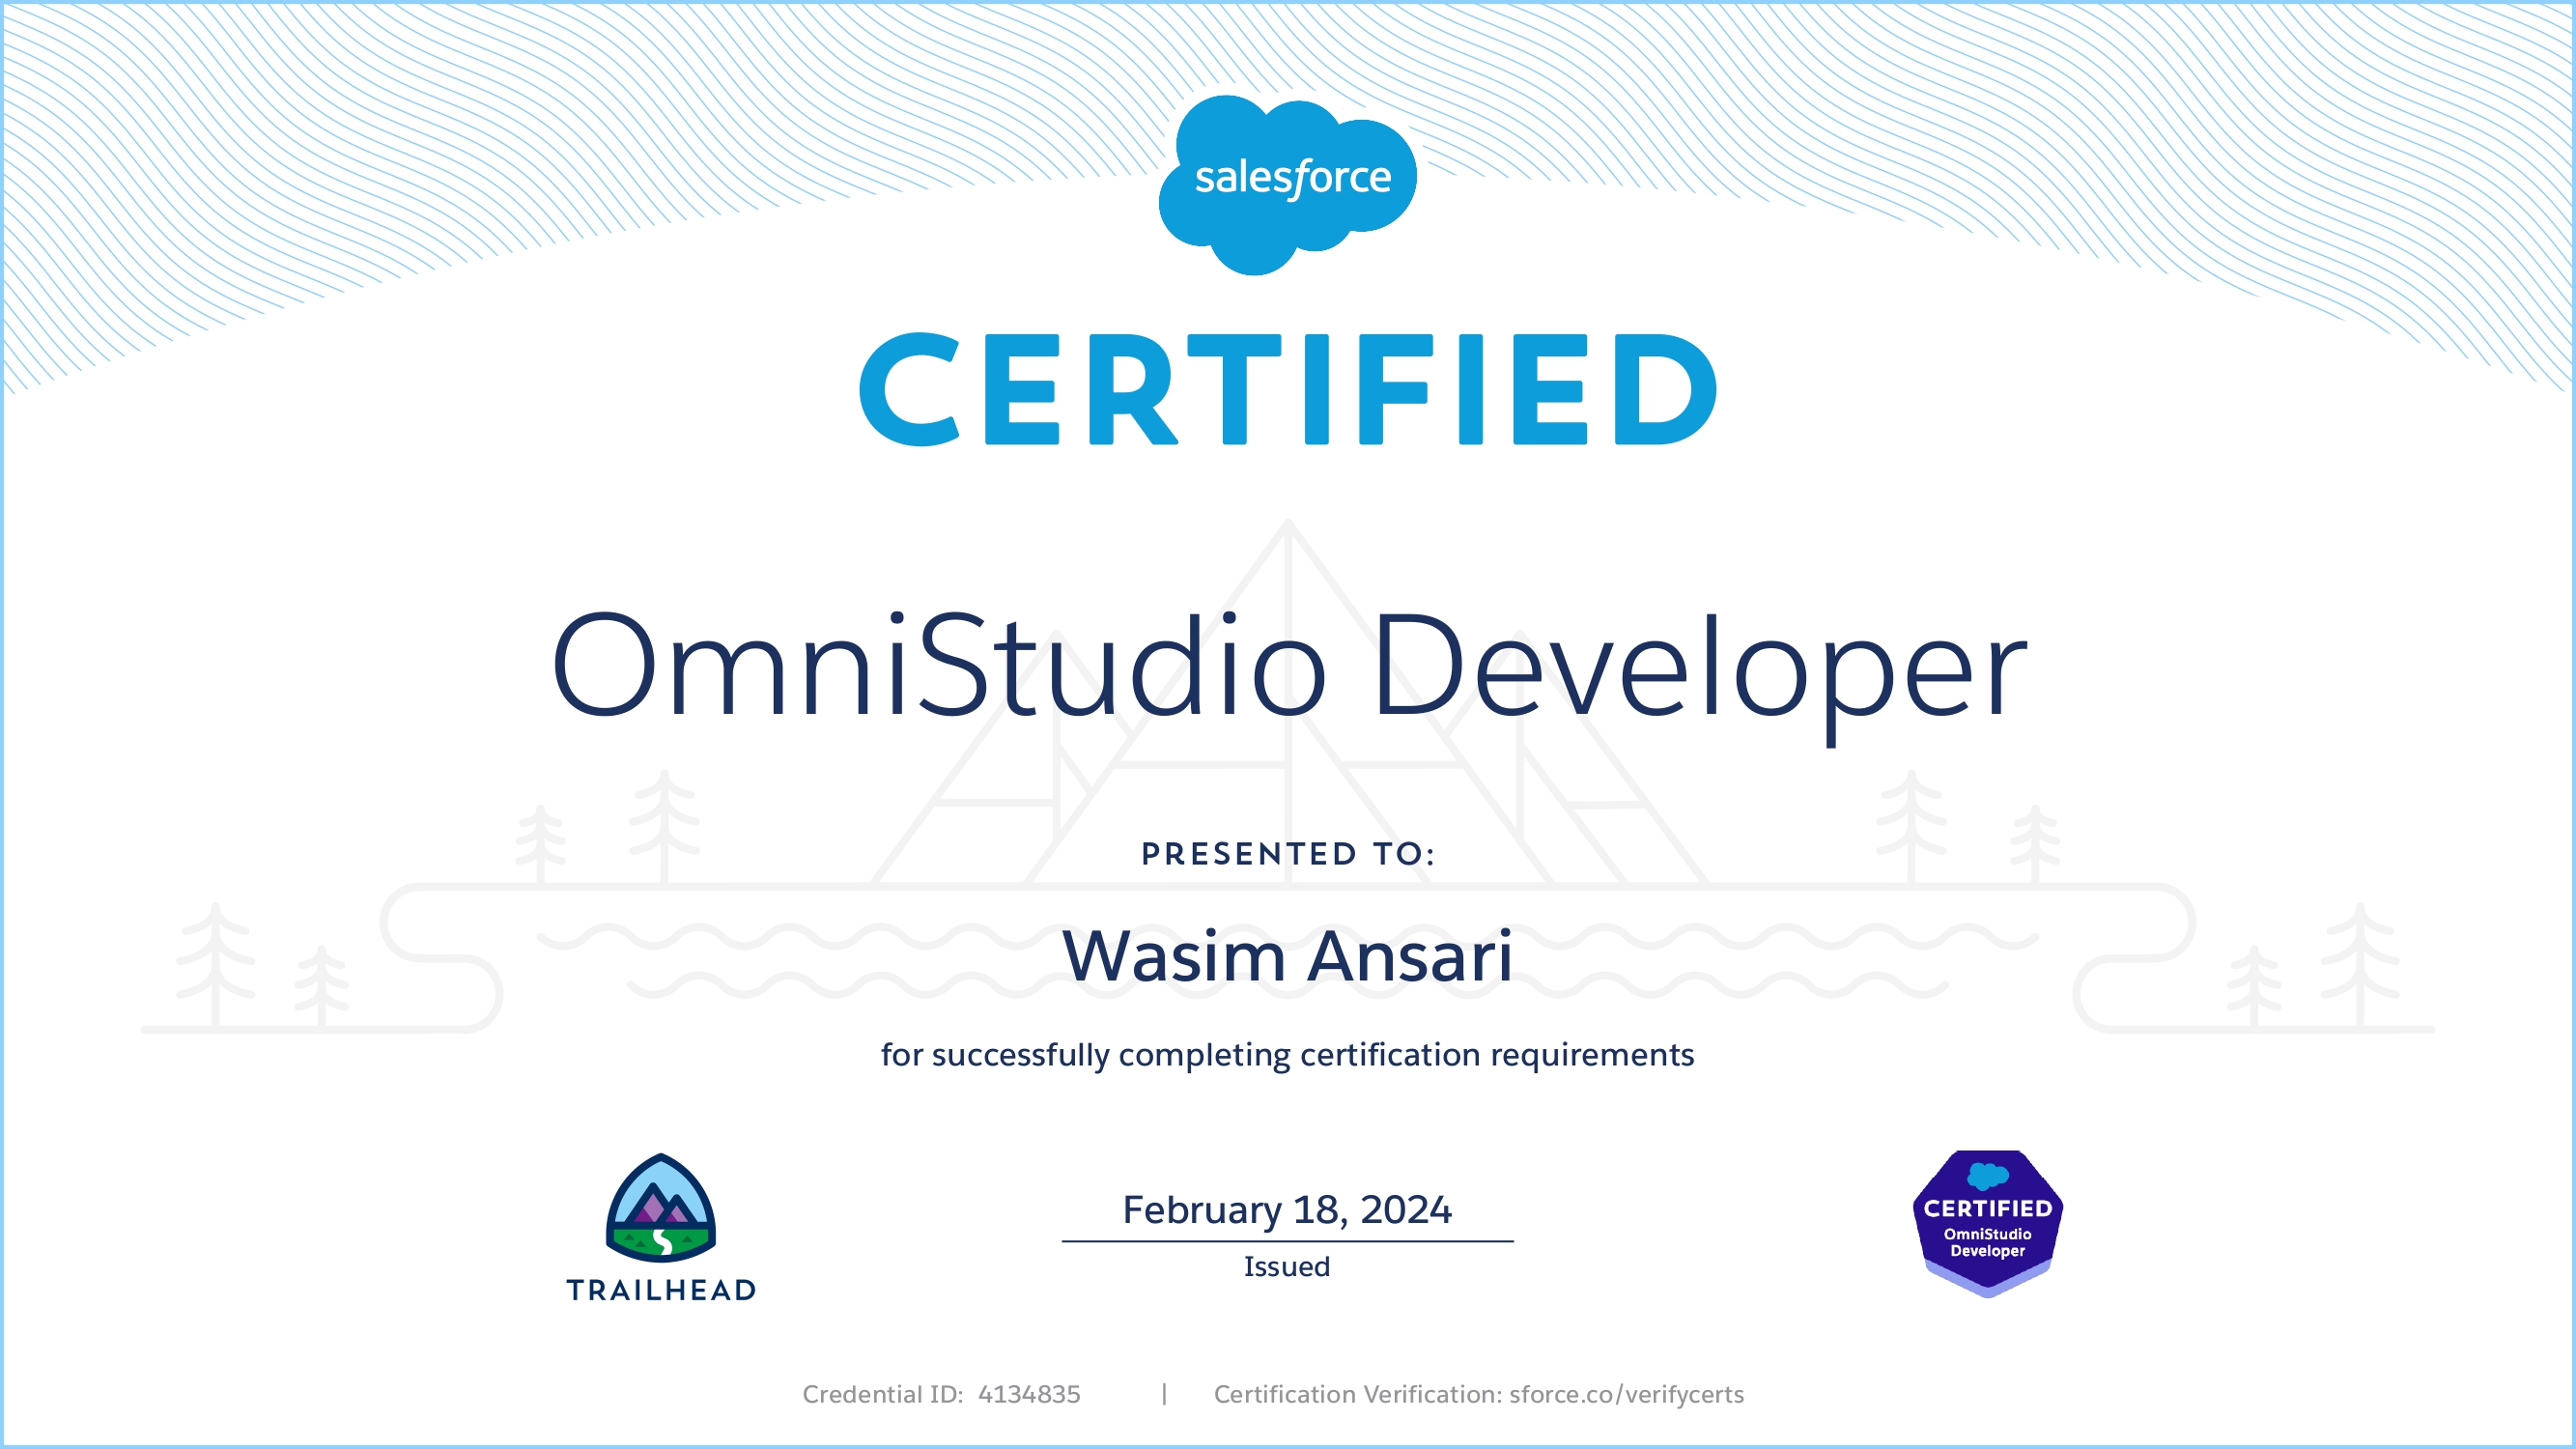 salesforce
CERTIFIED
OmniStudio Developer
PRESENTED TO:
Wasim Ansari
for successfully completing certification requirements
TRAILHEAD
February 18, 2024
Issued
CERTIFIED
OmniStudio
Developer
Credential ID: 4134835 | Certification Verification: sforce.co/verifycerts